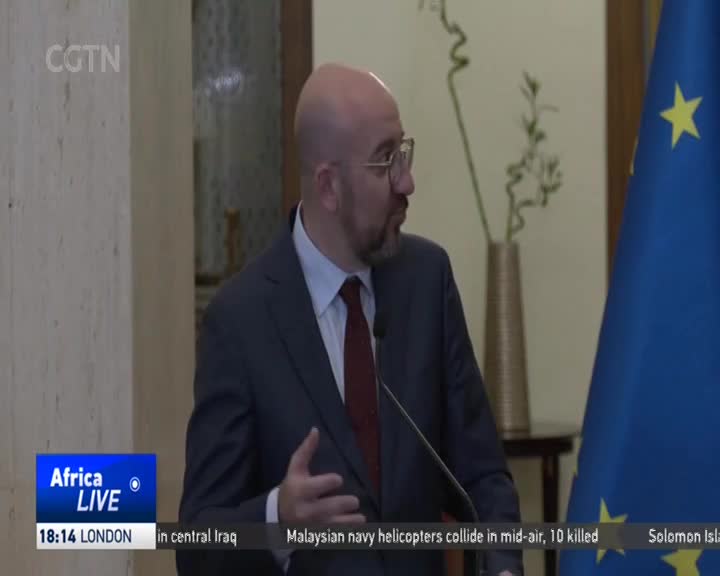 CGTN
Africa
LIVE
18:14 LONDON
in central Iraq Malaysian navy helicopters collide in mid-air, 10 killed Solomon Isla